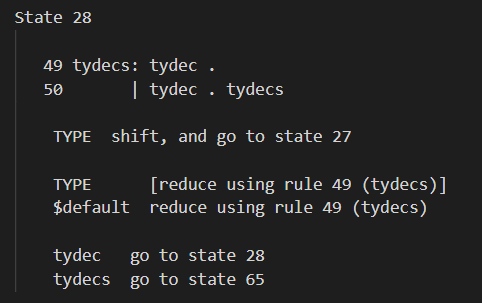 State 28
49 tydecs: tydec .
50 | tydec . tydecs
TYPE shift, and go to state 27
TYPE [reduce using rule 49 (tydecs)]
$default reduce using rule 49 (tydecs)
tydec go to state 28
tydecs go to state 65